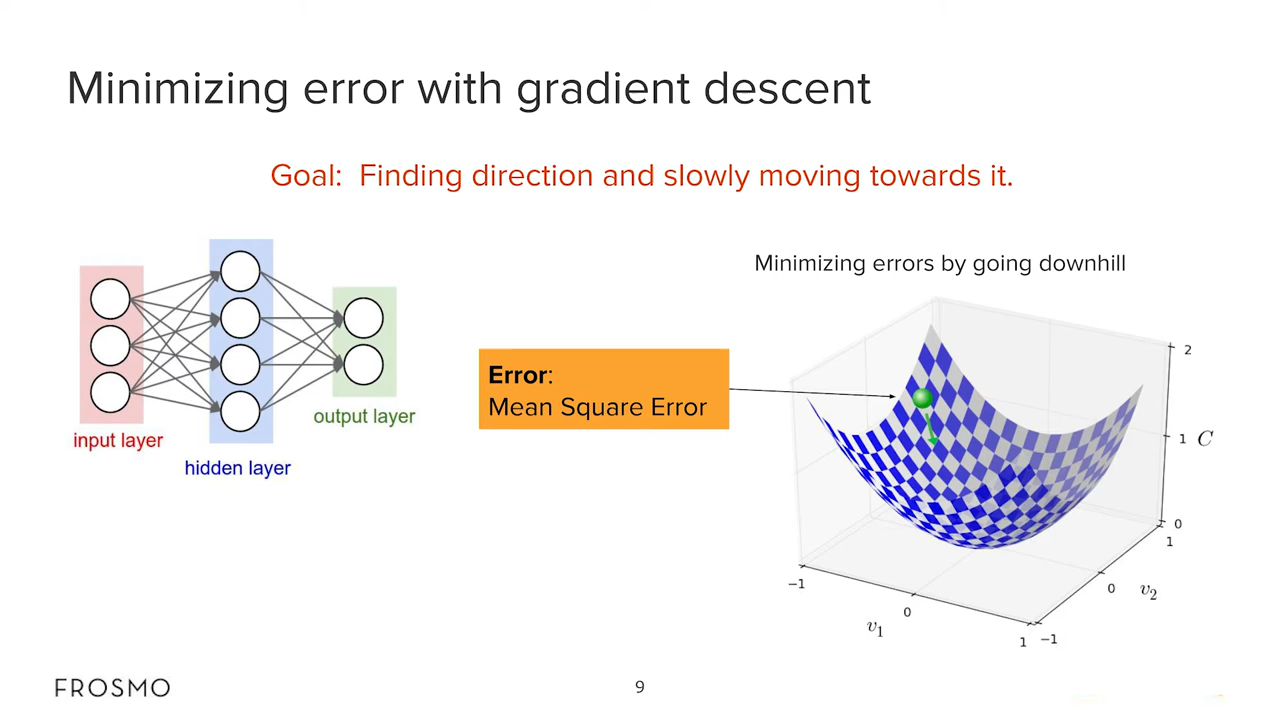 Minimizing error with gradient descent
Goal: Finding direction and slowly moving towards it.
input layer
hidden layer
output layer
Error:
Mean Square Error
Minimizing errors by going downhill
2
1
C
0
1
0
v₂
−1
−1
0
v₁
1
FROSMO
9